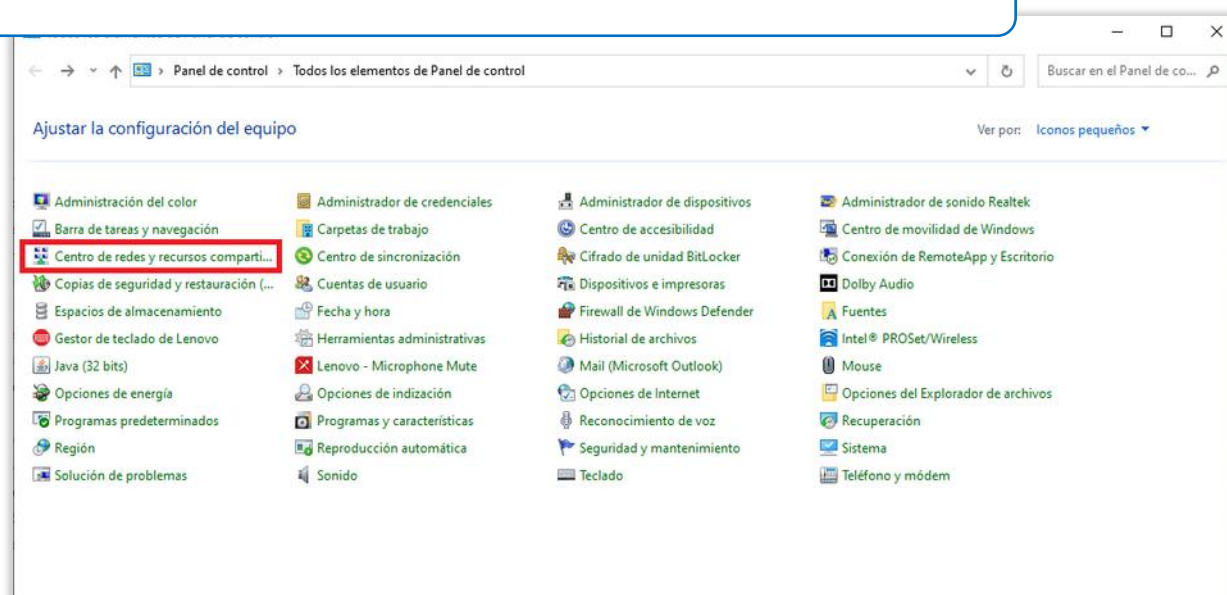 Panel de control > Todos los elementos de Panel de control
Buscar en el Panel de co...
Ajustar la configuración del equipo
Ver por: Iconos pequeños
Administración del color
Administrador de credenciales
Administrador de dispositivos
Administrador de sonido Realtek
Barra de tareas y navegación
Carpetas de trabajo
Centro de accesibilidad
Centro de movilidad de Windows
Centro de redes y recursos comparti...
Centro de sincronización
Cifrado de unidad BitLocker
Conexión de RemoteApp y Escritorio
Copias de seguridad y restauración (...
Cuentas de usuario
Dispositivos e impresoras
Dolby Audio
Espacios de almacenamiento
Fecha y hora
Firewall de Windows Defender
Fuentes
Gestor de teclado de Lenovo
Herramientas administrativas
Historial de archivos
Intel® PROSet/Wireless
Java (32 bits)
Lenovo - Microphone Mute
Mail (Microsoft Outlook)
Mouse
Opciones de energía
Opciones de indización
Opciones de Internet
Opciones del Explorador de archivos
Programas predeterminados
Programas y características
Reconocimiento de voz
Recuperación
Región
Reproducción automática
Seguridad y mantenimiento
Sistema
Solución de problemas
Sonido
Teclado
Teléfono y módem